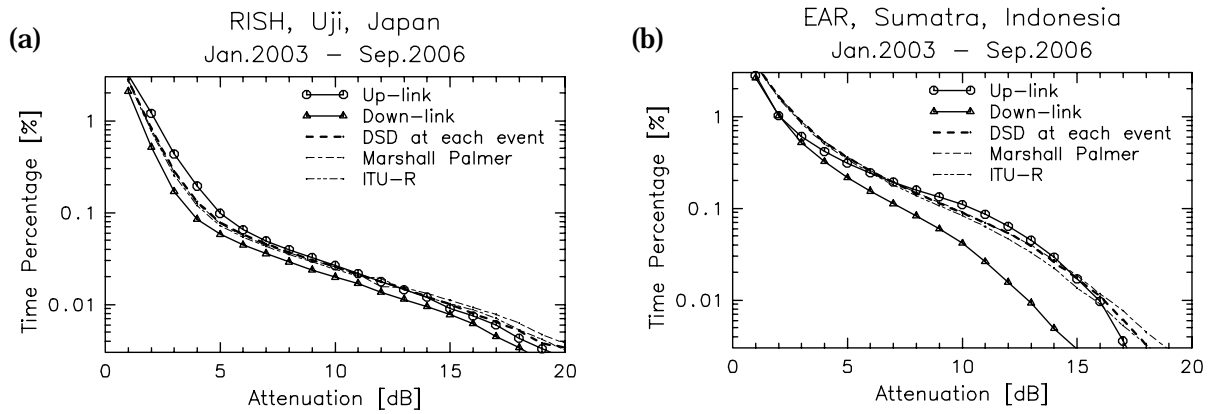 (a)
RISH, Uji, Japan
Jan.2003 – Sep.2006
Up-link
Down-link
DSD at each event
Marshall Palmer
ITU-R
Time Percentage [%]
1
0.1
0.01
0 5 10 15 20
Attenuation [dB]
(b)
EAR, Sumatra, Indonesia
Jan.2003 – Sep.2006
Up-link
Down-link
DSD at each event
Marshall Palmer
ITU-R
Time Percentage [%]
1
0.1
0.01
0 5 10 15 20
Attenuation [dB]